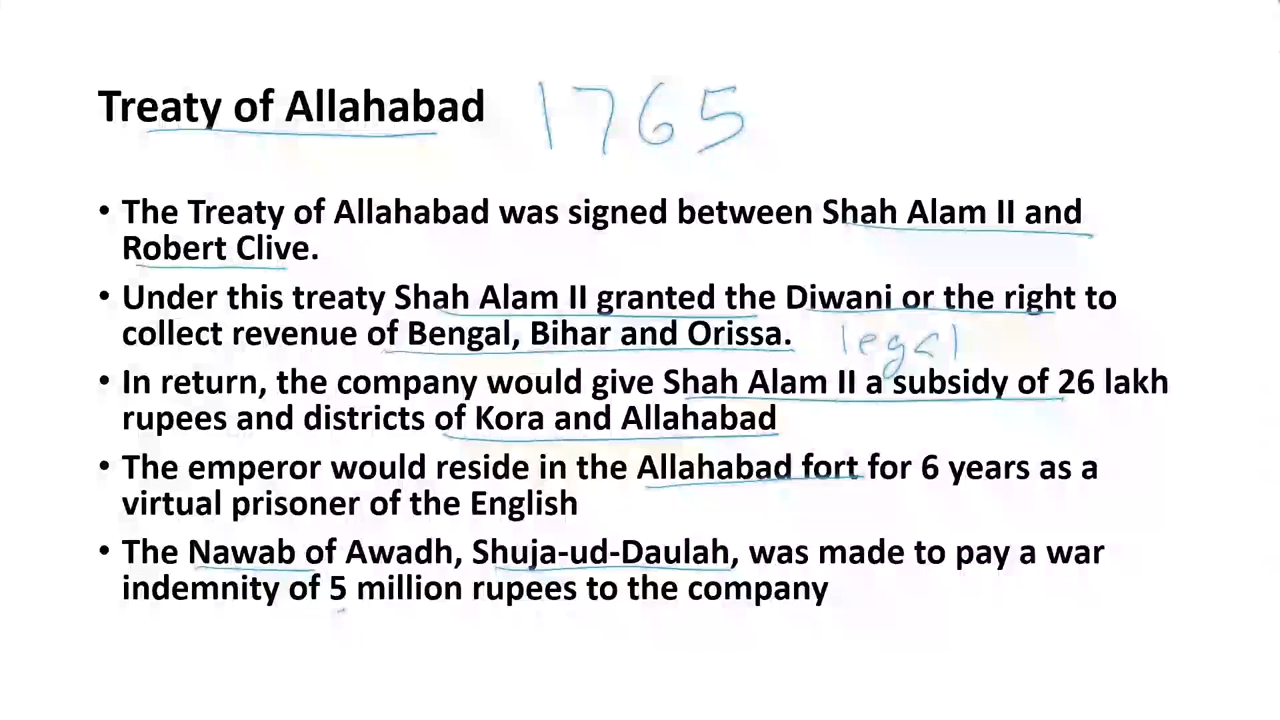 Treaty of Allahabad 1765
• The Treaty of Allahabad was signed between Shah Alam II and
Robert Clive.
• Under this treaty Shah Alam II granted the Diwani or the right to
collect revenue of Bengal, Bihar and Orissa. legal
• In return, the company would give Shah Alam II a subsidy of 26 lakh
rupees and districts of Kora and Allahabad
• The emperor would reside in the Allahabad fort for 6 years as a
virtual prisoner of the English
• The Nawab of Awadh, Shuja-ud-Daulah, was made to pay a war
indemnity of 5 million rupees to the company